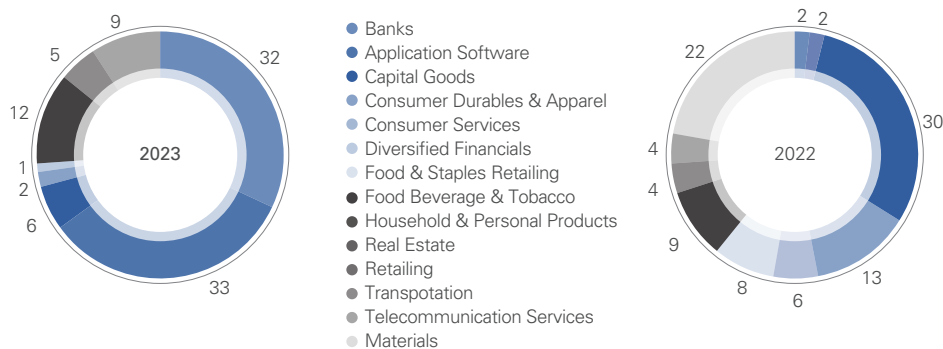 9
5
32
12
2023
1
2
6
33
Banks
Application Software
Capital Goods
Consumer Durables & Apparel
Consumer Services
Diversified Financials
Food & Staples Retailing
Food Beverage & Tobacco
Household & Personal Products
Real Estate
Retailing
Transpotation
Telecommunication Services
Materials
2 2
22
30
4
2022
4
9
13
8
6